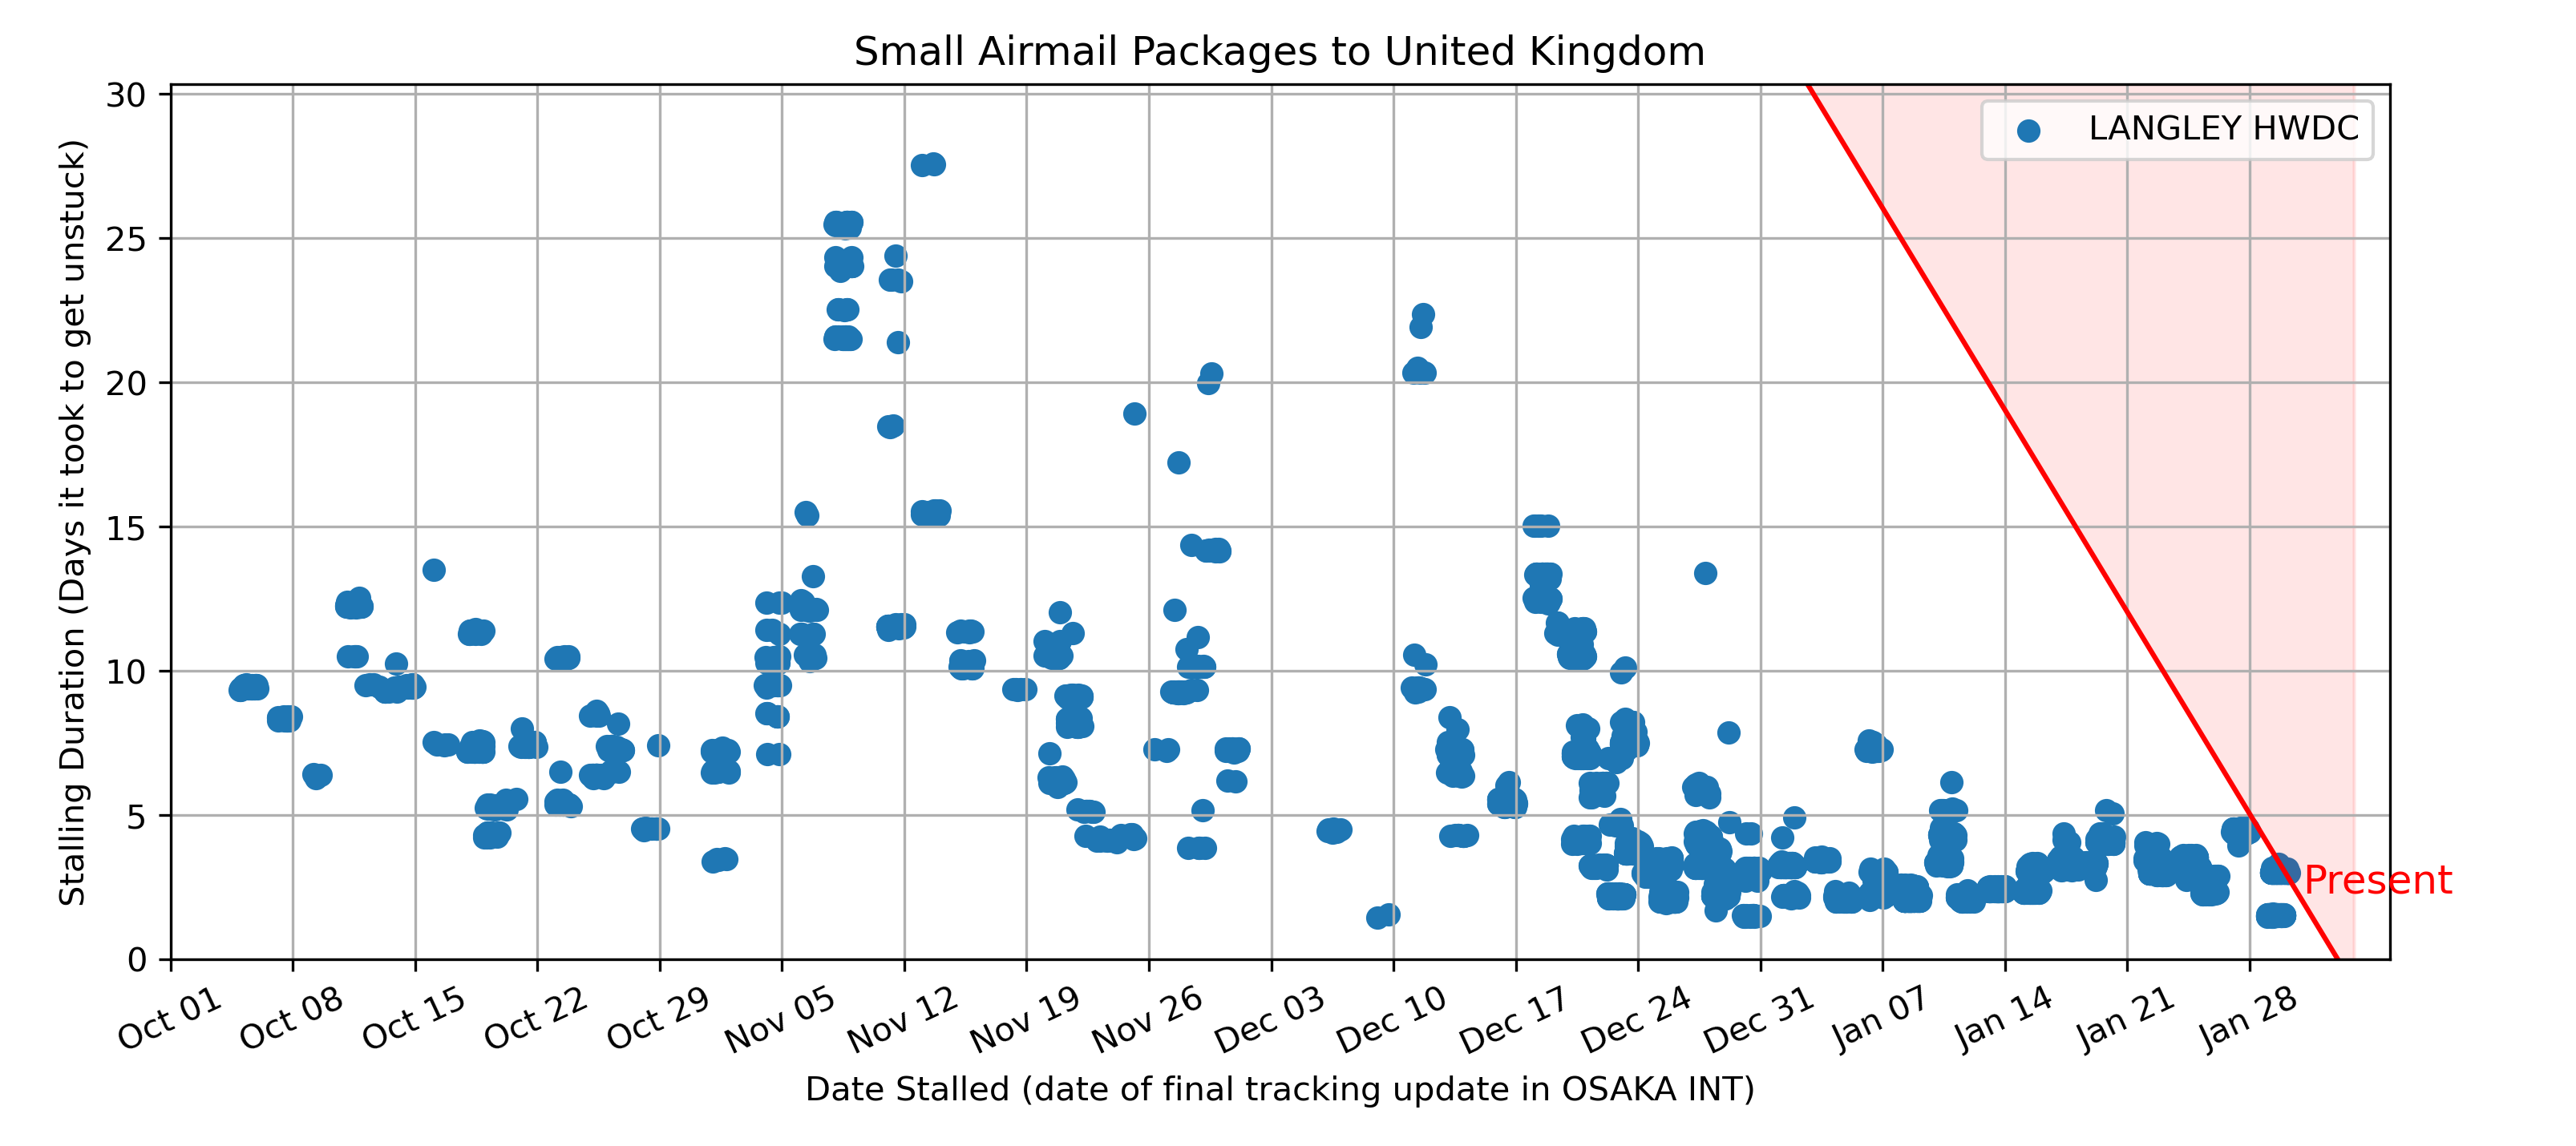 Small Airmail Packages to United Kingdom
Stalling Duration (Days it took to get unstuck)
30
25
20
15
10
5
0
LANGLEY HWDC
Present
Oct 01
Oct 08
Oct 15
Oct 22
Oct 29
Nov 05
Nov 12
Nov 19
Nov 26
Dec 03
Dec 10
Dec 17
Dec 24
Dec 31
Jan 07
Jan 14
Jan 21
Jan 28
Date Stalled (date of final tracking update in OSAKA INT)